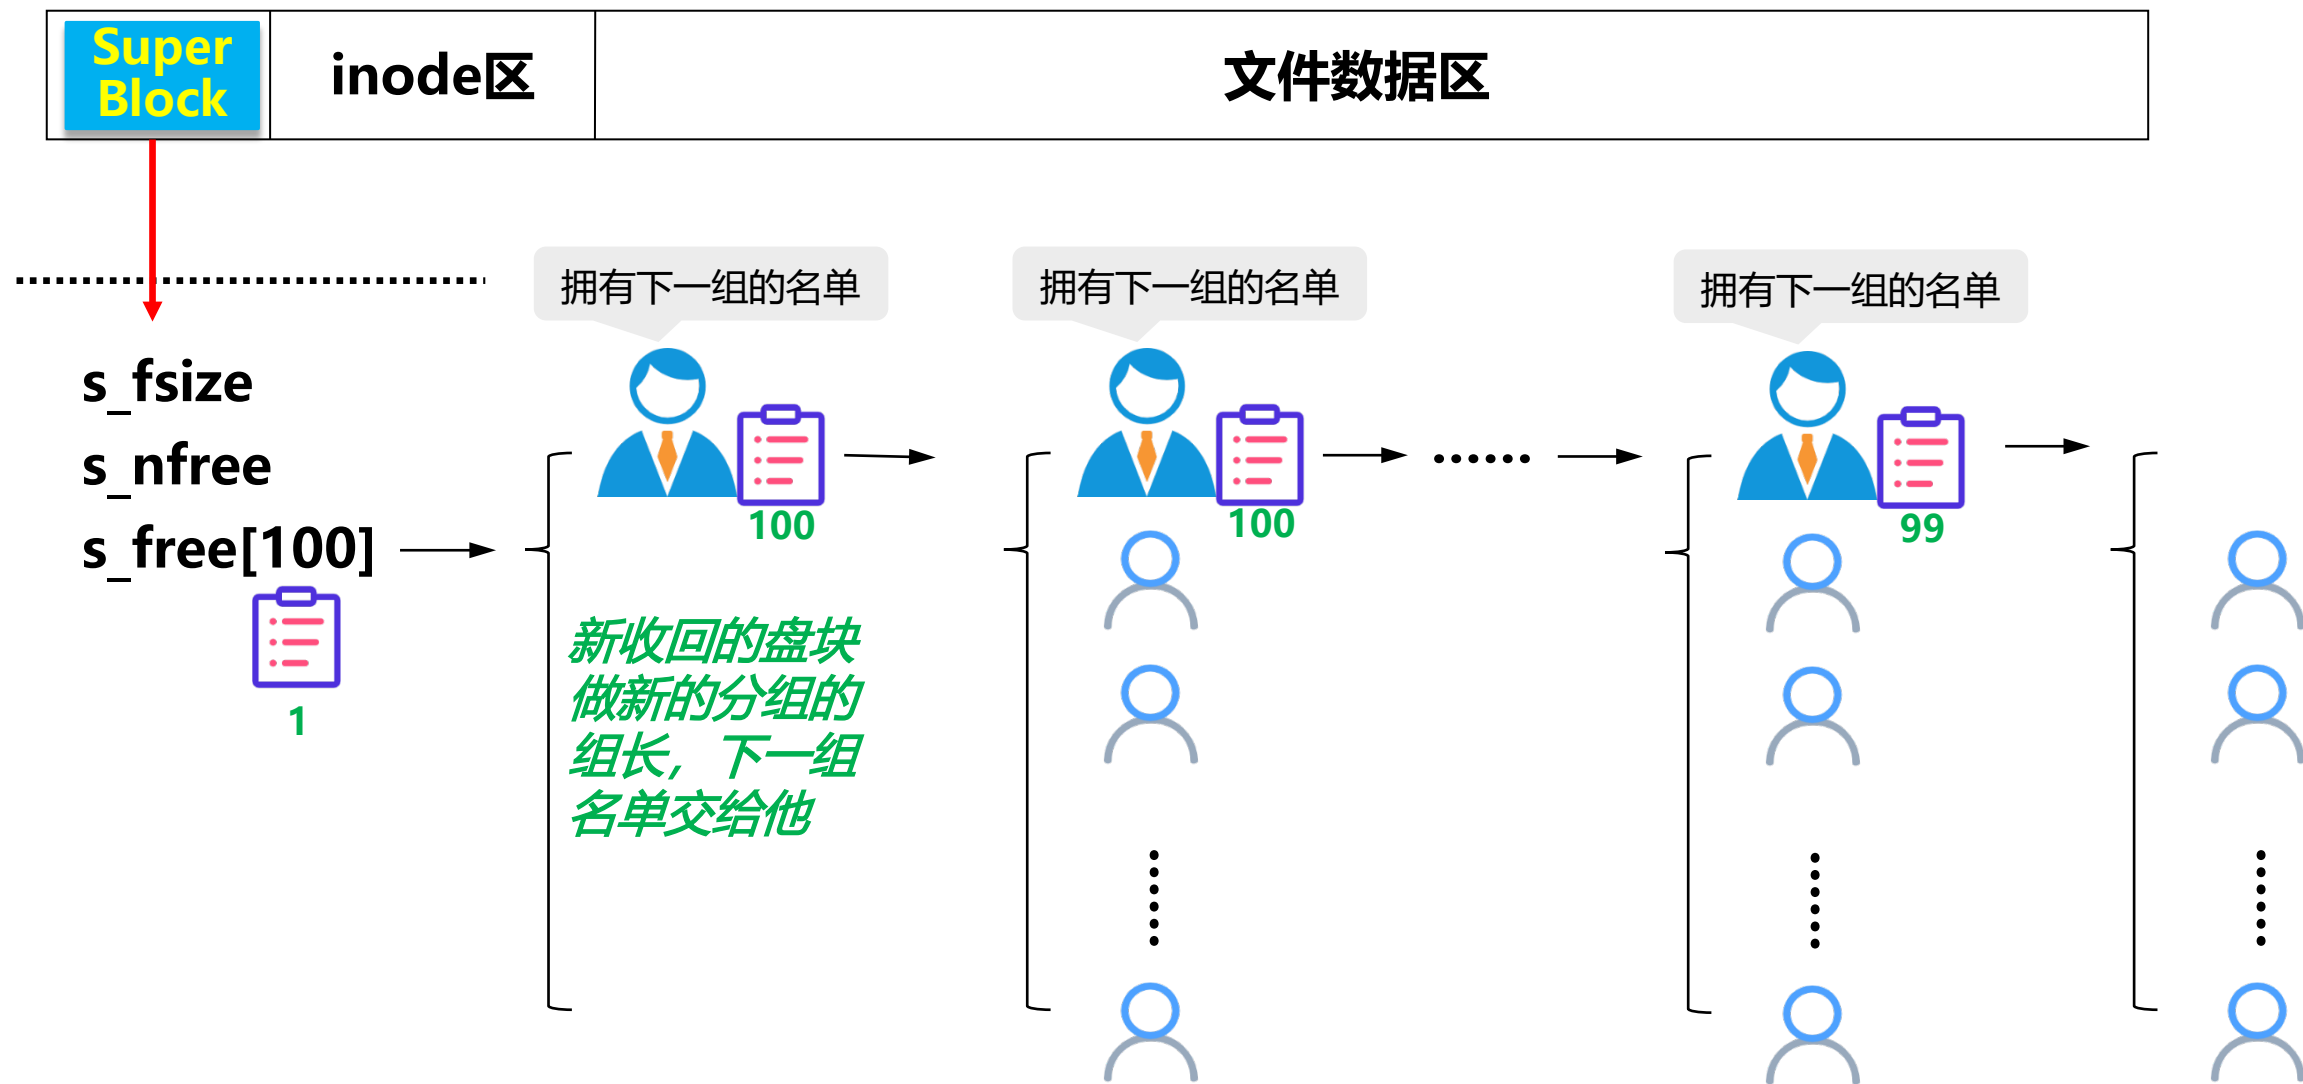 Super
Block
inode区
文件数据区
拥有下一组的名单
拥有下一组的名单
拥有下一组的名单
s_fsize
s_nfree
s_free[100]
1
100
100
99
新收回的盘块
做新的分组的
组长，下一组
名单交给他